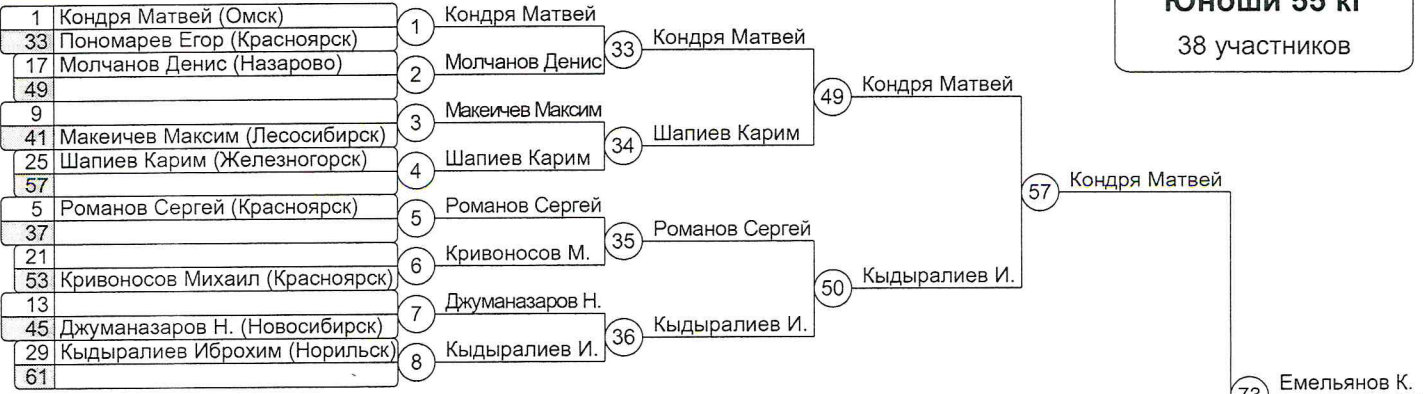 Юноши 55 кг
38 участников
1 Кондря Матвей (Омск)
33 Пономарев Егор (Красноярск)
17 Молчанов Денис (Назарово)
49
9
41 Макеичев Максим (Лесосибирск)
25 Шапиев Карим (Железногорск)
57
5 Романов Сергей (Красноярск)
37
21
53 Кривоносов Михаил (Красноярск)
13
45 Джуманазаров Н. (Новосибирск)
29 Кыдыралиев Иброхим (Норильск)
61
1 Кондря Матвей
2 Молчанов Денис
3 Макеичев Максим
4 Шапиев Карим
5 Романов Сергей
6 Кривоносов М.
7 Джуманазаров Н.
8 Кыдыралиев И.
33 Кондря Матвей
34 Шапиев Карим
35 Романов Сергей
36 Кыдыралиев И.
49 Кондря Матвей
50 Кыдыралиев И.
57 Кондря Матвей
Емельянов К.